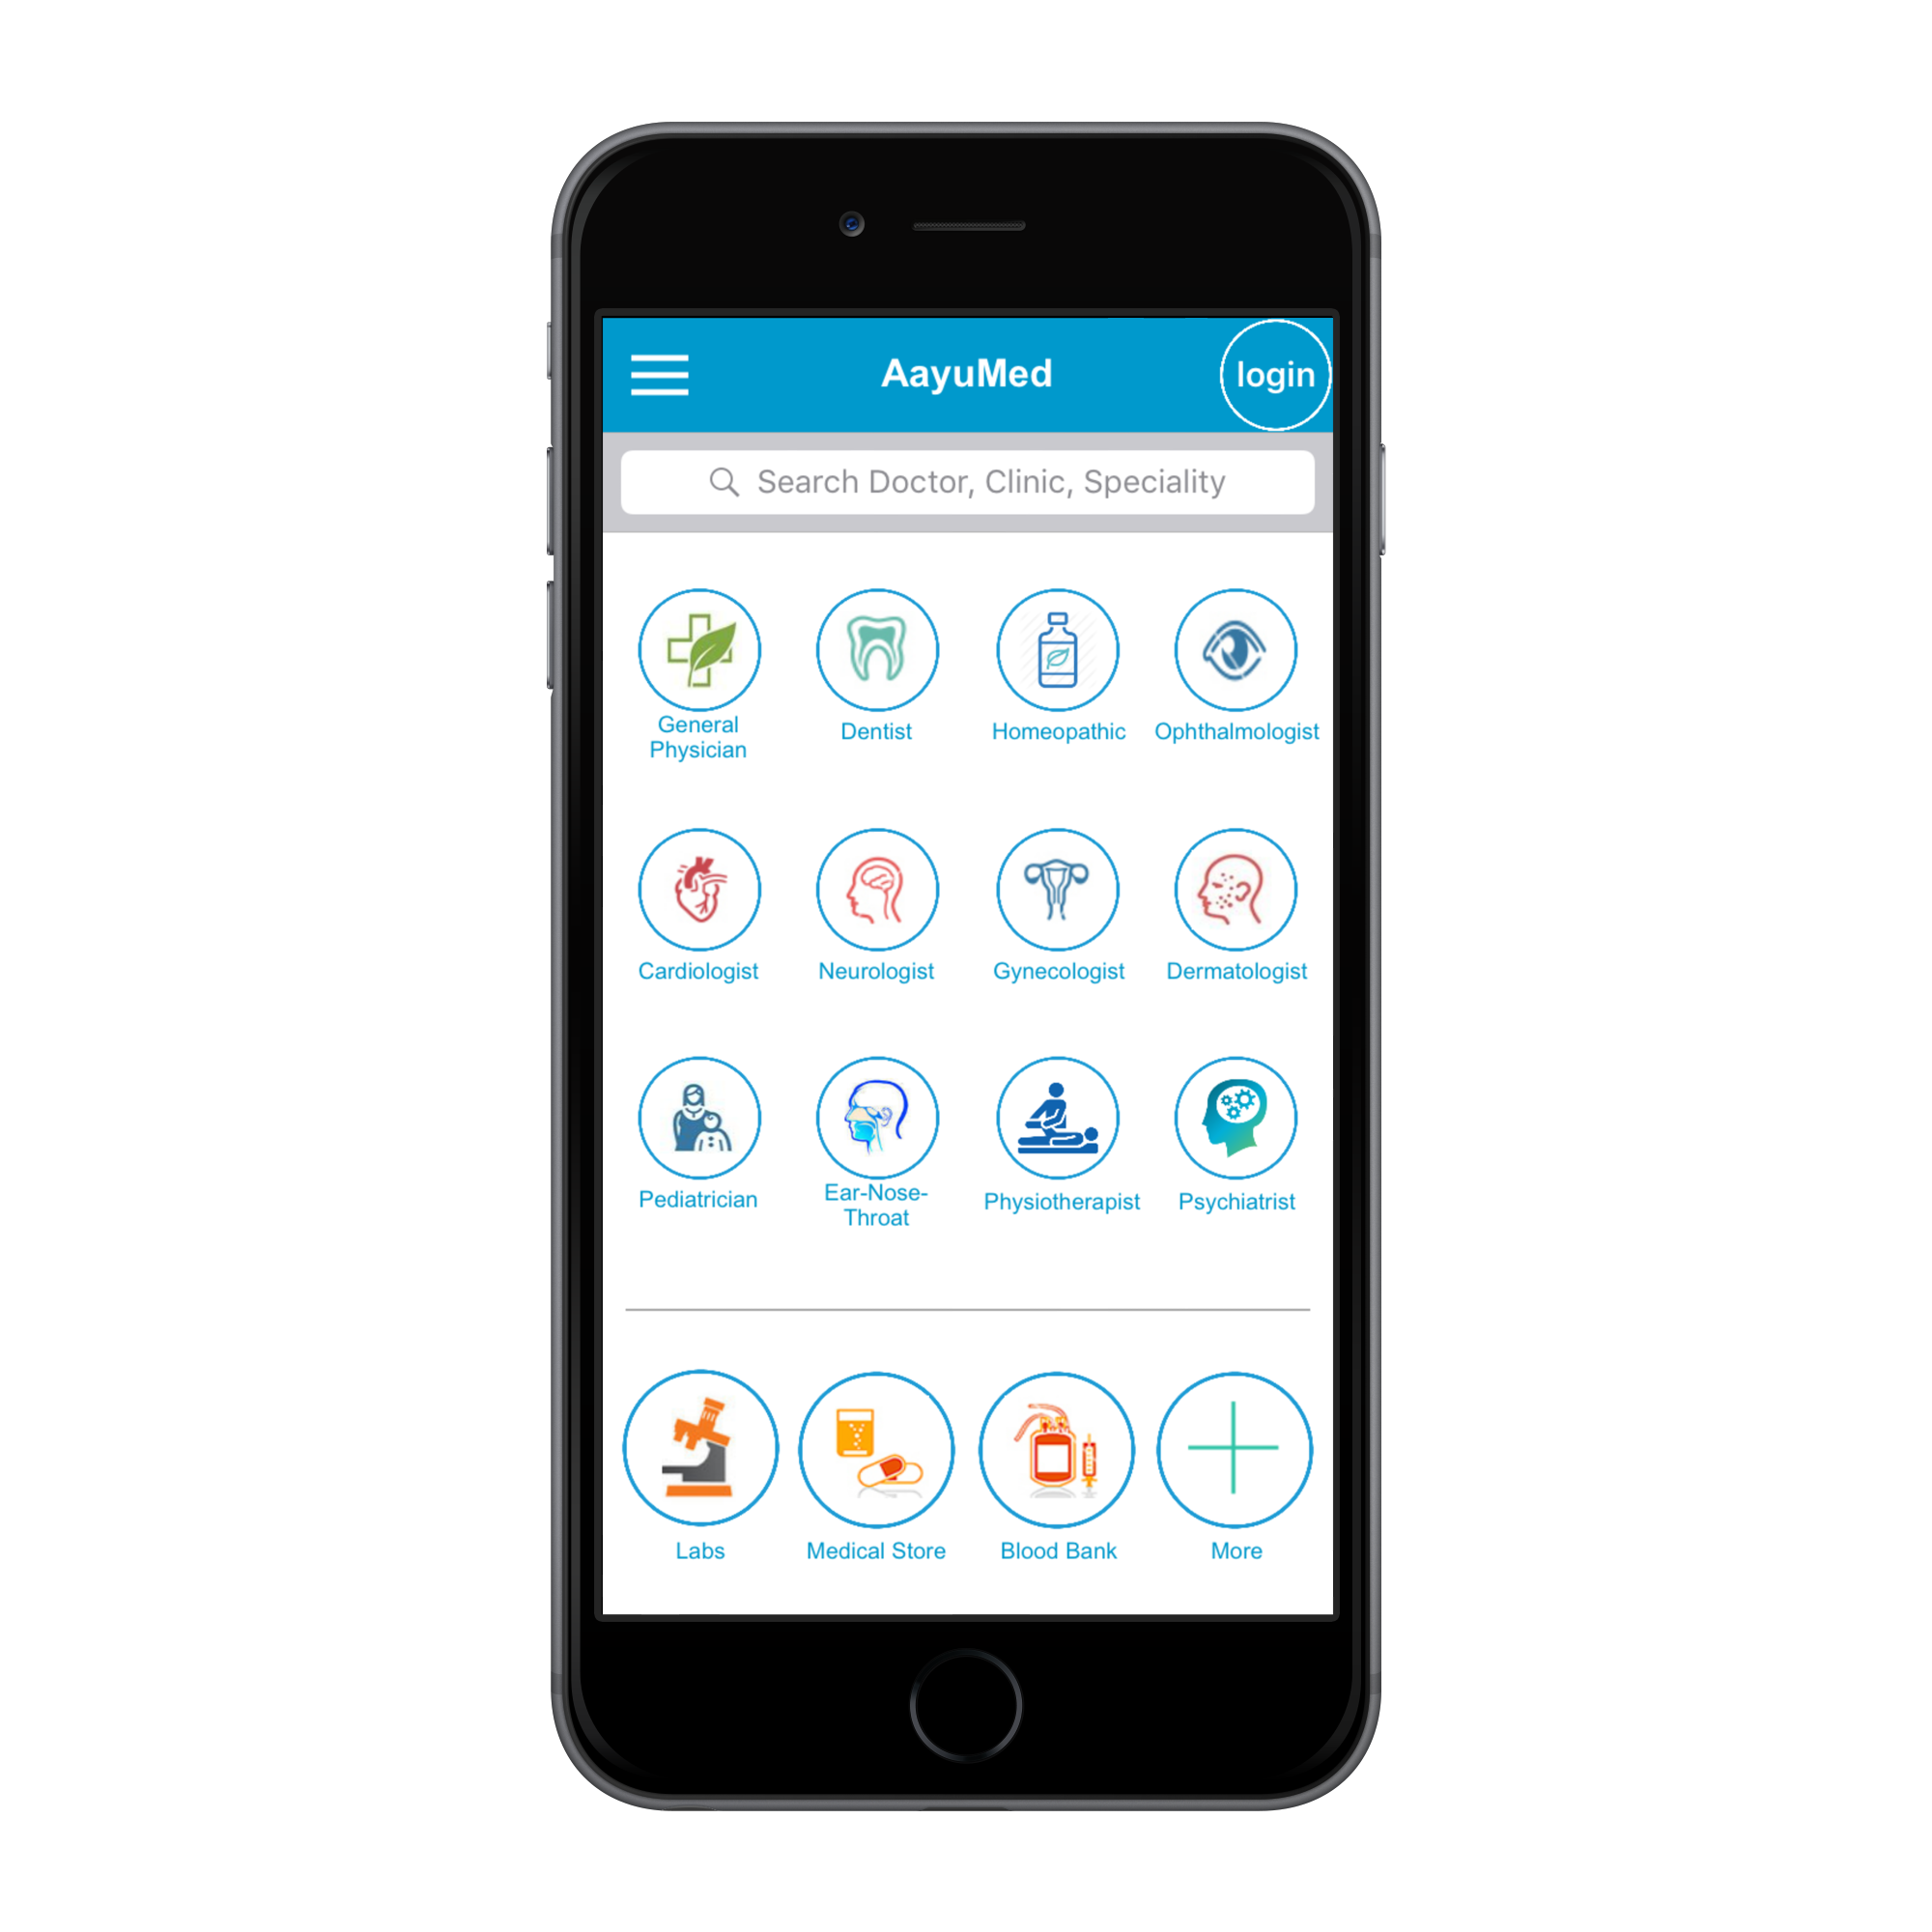 AayuMed
login
Search Doctor, Clinic, Speciality
General
Physician
Dentist
Homeopathic
Ophthalmologist
Cardiologist
Neurologist
Gynecologist
Dermatologist
Pediatrician
Ear-Nose-
Throat
Physiotherapist
Psychiatrist
Labs
Medical Store
Blood Bank
More